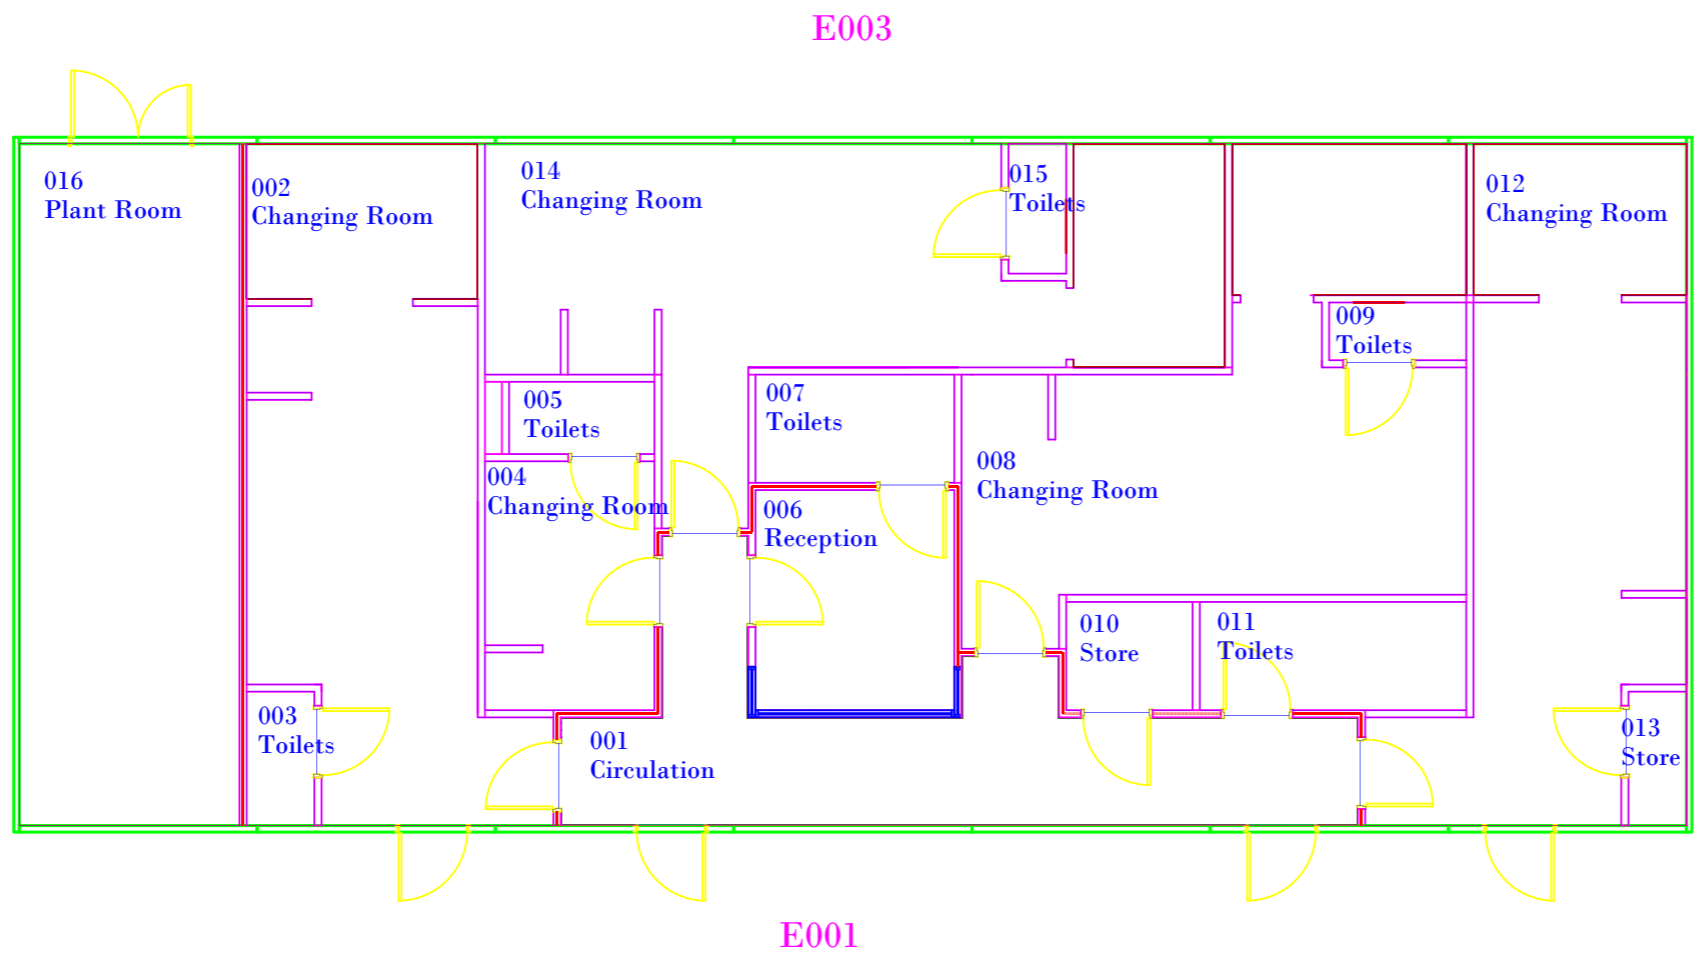 E003
016
Plant Room
002
Changing Room
014
Changing Room
015
Toilets
012
Changing Room
009
Toilets
005
Toilets
007
Toilets
004
Changing Room
008
Changing Room
006
Reception
010
Store
011
Toilets
003
Toilets
001
Circulation
013
Store
E001